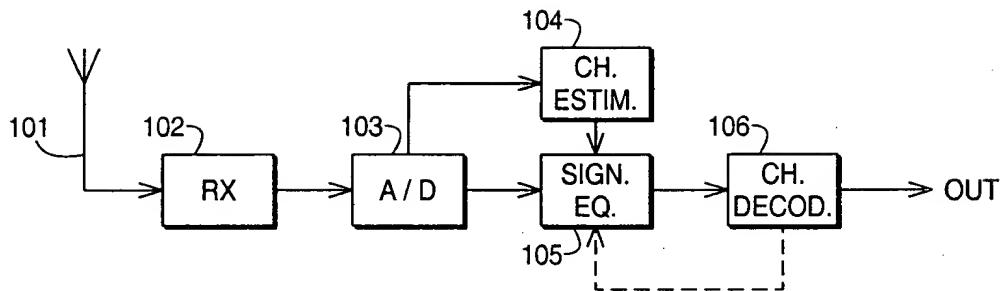 104
CH.
ESTIM.
101
102
103
106
RX
A / D
SIGN.
EQ.
CH.
DECOD.
OUT
105